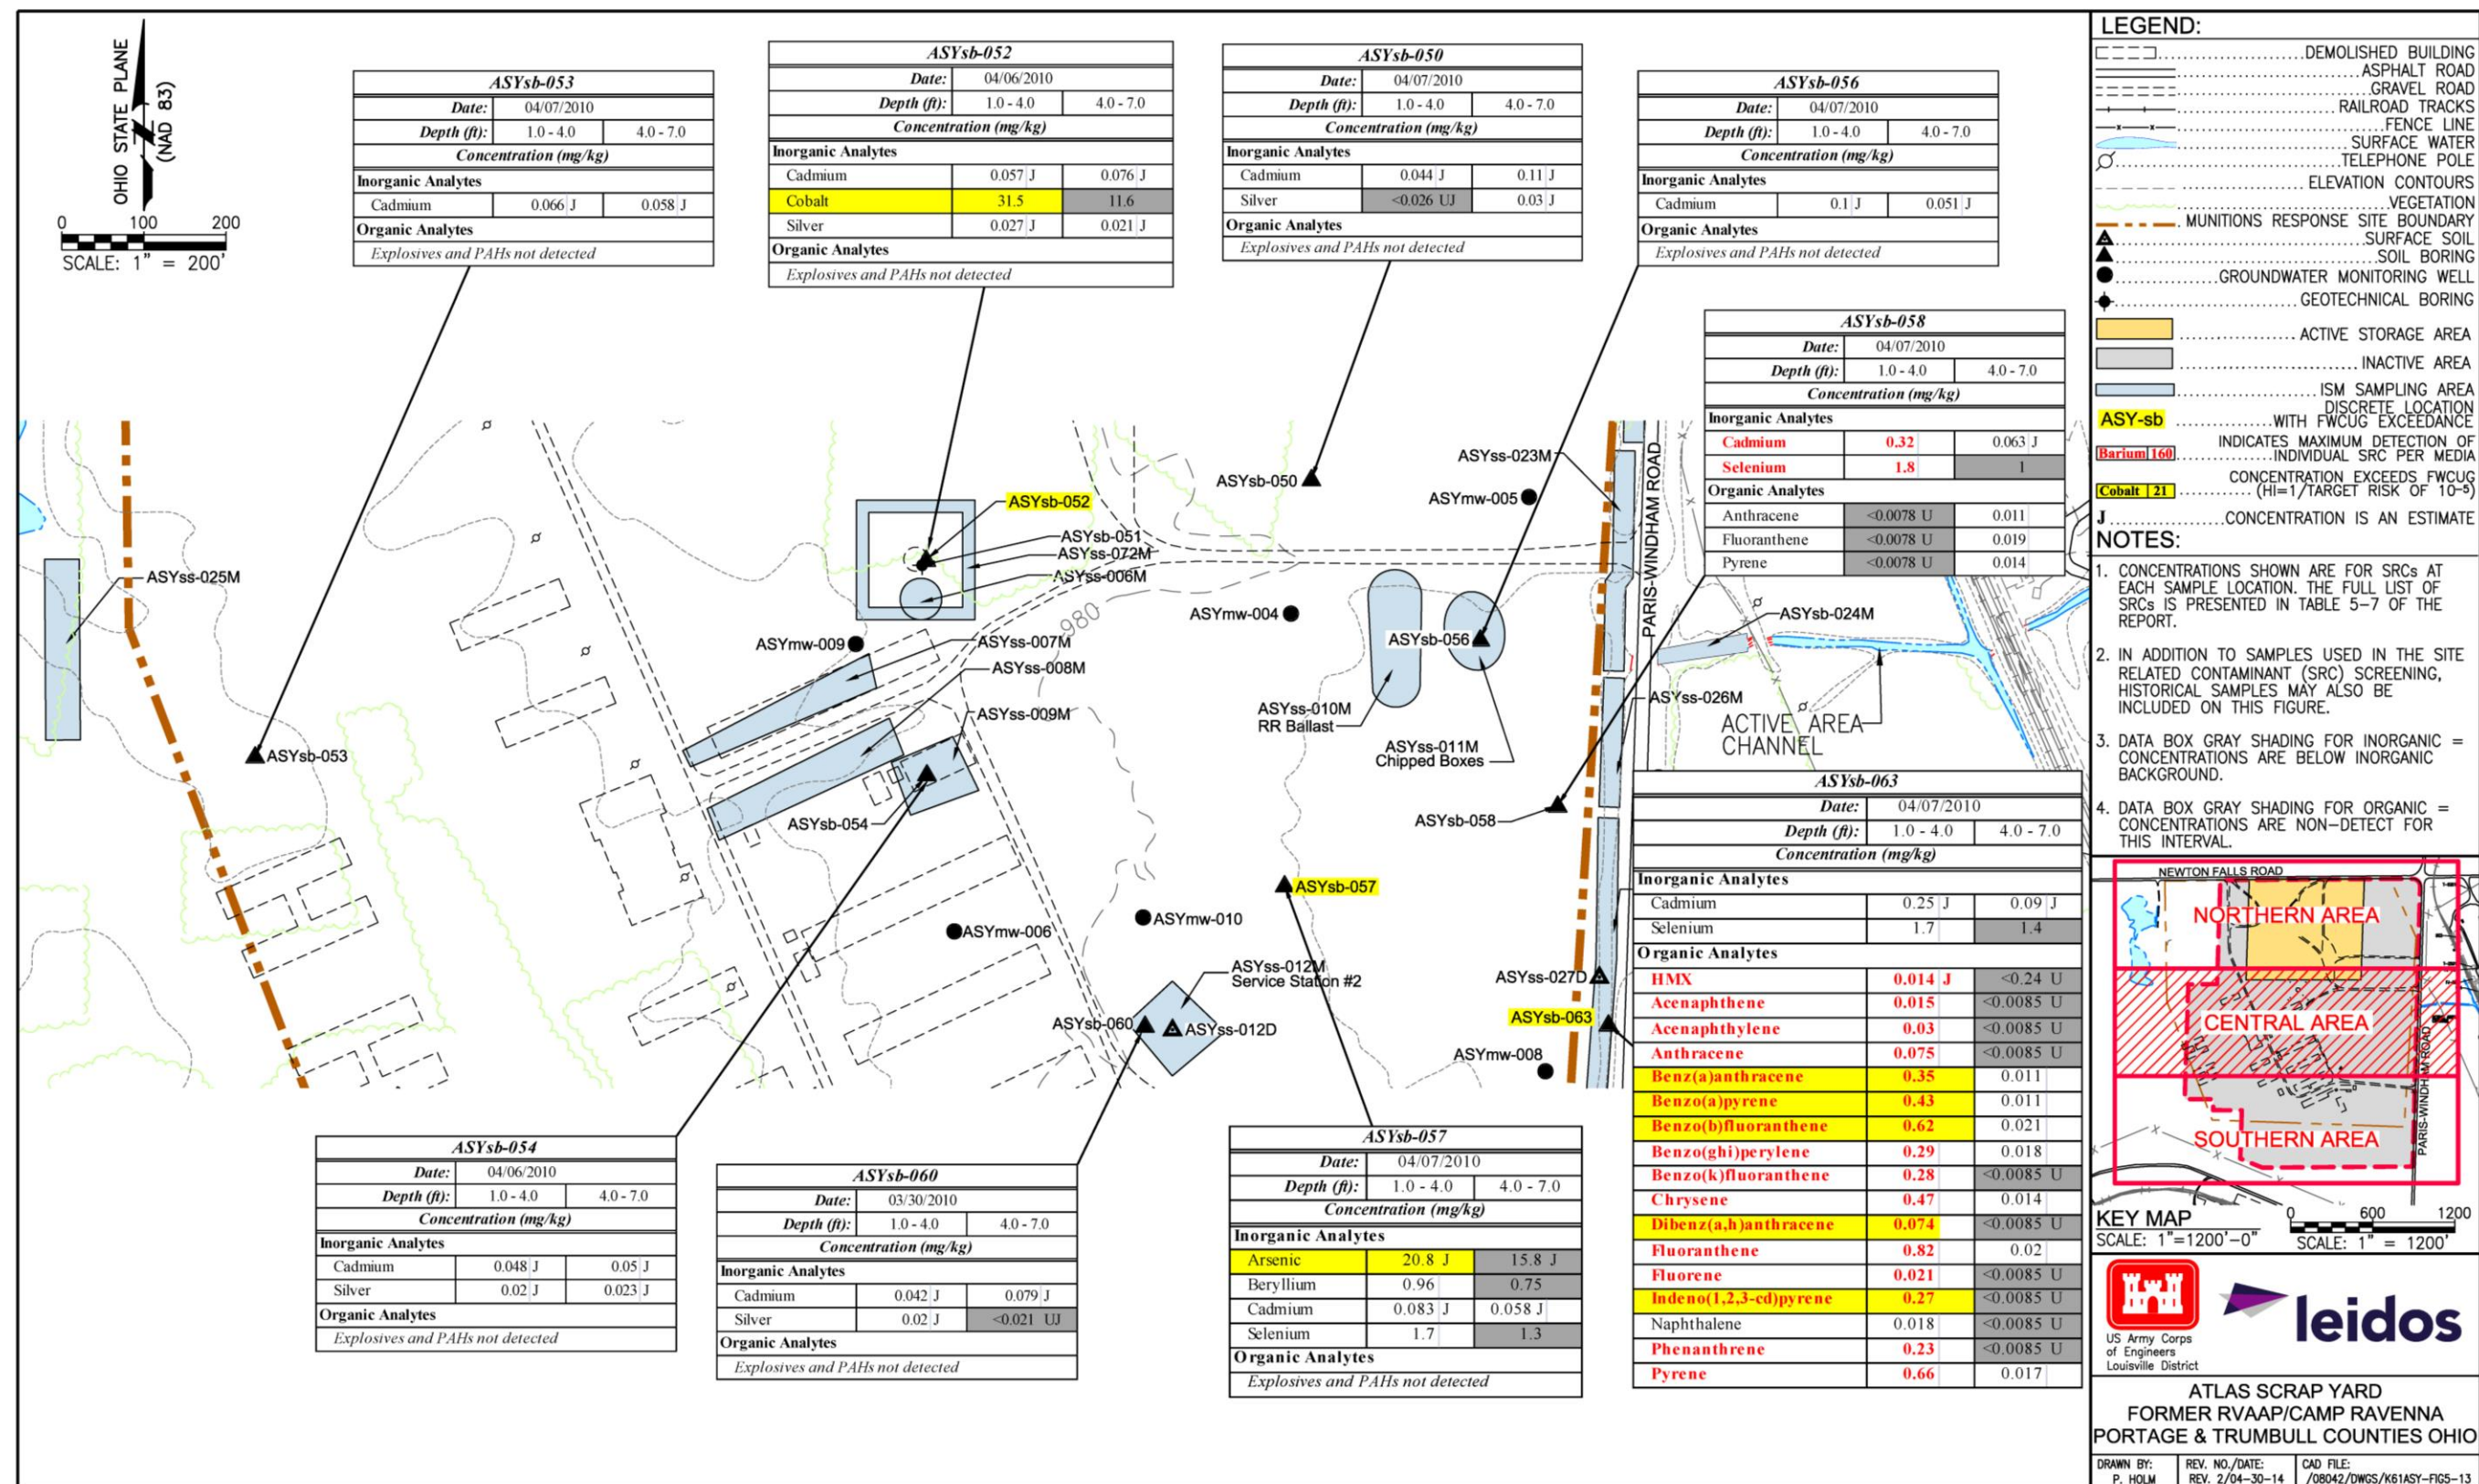 OHIO STATE PLANE
(NAD 83)
0 100 200
SCALE: 1" = 200'
ASYsb-053
Date: 04/07/2010
Depth (ft): 1.0 - 4.0 4.0 - 7.0
Concentration (mg/kg)
Inorganic Analytes
Cadmium 0.066 J 0.058 J
Organic Analytes
Explosives and PAHs not detected
ASYsb-052
Date: 04/06/2010
Depth (ft): 1.0 - 4.0 4.0 - 7.0
Concentration (mg/kg)
Inorganic Analytes
Cadmium 0.057 J 0.076 J
Cobalt 31.5 11.6
Silver 0.027 J 0.021 J
Organic Analytes
Explosives and PAHs not detected
ASYsb-050
Date: 04/07/2010
Depth (ft): 1.0 - 4.0 4.0 - 7.0
Concentration (mg/kg)
Inorganic Analytes
Cadmium 0.044 J 0.11 J
Silver <0.026 UJ 0.03 J
Organic Analytes
Explosives and PAHs not detected
ASYsb-056
Date: 04/07/2010
Depth (ft): 1.0 - 4.0 4.0 - 7.0
Concentration (mg/kg)
Inorganic Analytes
Cadmium 0.1 J 0.051 J
Organic Analytes
Explosives and PAHs not detected
ASYsb-058
Date: 04/07/2010
Depth (ft): 1.0 - 4.0 4.0 - 7.0
Concentration (mg/kg)
Inorganic Analytes
Cadmium 0.32 0.063 J
Selenium 1.8 1
Organic Analytes
Anthracene <0.0078 U 0.011
Fluoranthene <0.0078 U 0.019
Pyrene <0.0078 U 0.014
ASYss-025M
ASYsb-053
ASYsb-052
ASYsb-051
ASYss-072M
ASYss-006M
ASYmw-009
ASYss-007M
ASYss-008M
ASYss-009M
ASYsb-054
980
ASYsb-050
ASYss-023M
ASYmw-005
ASYmw-004
ASYsb-056
ASYss-010M
RR Ballast
ASYss-011M
Chipped Boxes
PARIS-WINDHAM ROAD
ASYsb-024M
ASYss-026M
ACTIVE AREA
CHANNEL
ASYsb-058
ASYsb-057
ASYmw-010
ASYmw-006
ASYss-012M
Service Station #2
ASYsb-060
ASYss-012D
ASYss-027D
ASYsb-063
ASYmw-008
ASYsb-063
Date: 04/07/2010
Depth (ft): 1.0 - 4.0 4.0 - 7.0
Concentration (mg/kg)
Inorganic Analytes
Cadmium 0.25 J 0.09 J
Selenium 1.7 1.4
Organic Analytes
HMX 0.014 J <0.24 U
Acenaphthene 0.015 <0.0085 U
Acenaphthylene 0.03 <0.0085 U
Anthracene 0.075 <0.0085 U
Benz(a)anthracene 0.35 0.011
Benzo(a)pyrene 0.43 0.011
Benzo(b)fluoranthene 0.62 0.021
Benzo(ghi)perylene 0.29 0.018
Benzo(k)fluoranthene 0.28 <0.0085 U
Chrysene 0.47 0.014
Dibenz(a,h)anthracene 0.074 <0.0085 U
Fluoranthene 0.82 0.02
Fluorene 0.021 <0.0085 U
Indeno(1,2,3-cd)pyrene 0.27 <0.0085 U
Naphthalene 0.018 <0.0085 U
Phenanthrene 0.23 <0.0085 U
Pyrene 0.66 0.017
ASYsb-054
Date: 04/06/2010
Depth (ft): 1.0 - 4.0 4.0 - 7.0
Concentration (mg/kg)
Inorganic Analytes
Cadmium 0.048 J 0.05 J
Silver 0.02 J 0.023 J
Organic Analytes
Explosives and PAHs not detected
ASYsb-060
Date: 03/30/2010
Depth (ft): 1.0 - 4.0 4.0 - 7.0
Concentration (mg/kg)
Inorganic Analytes
Cadmium 0.042 J 0.079 J
Silver 0.02 J <0.021 UJ
Organic Analytes
Explosives and PAHs not detected
ASYsb-057
Date: 04/07/2010
Depth (ft): 1.0 - 4.0 4.0 - 7.0
Concentration (mg/kg)
Inorganic Analytes
Arsenic 20.8 J 15.8 J
Beryllium 0.96 0.75
Cadmium 0.083 J 0.058 J
Selenium 1.7 1.3
Organic Analytes
Explosives and PAHs not detected
LEGEND:
DEMOLISHED BUILDING
ASPHALT ROAD
GRAVEL ROAD
RAILROAD TRACKS
FENCE LINE
SURFACE WATER
TELEPHONE POLE
ELEVATION CONTOURS
VEGETATION
MUNITIONS RESPONSE SITE BOUNDARY
SURFACE SOIL
SOIL BORING
GROUNDWATER MONITORING WELL
GEOTECHNICAL BORING
ACTIVE STORAGE AREA
INACTIVE AREA
ISM SAMPLING AREA
ASY-sb DISCRETE LOCATION
WITH FWCUG EXCEEDANCE
Barium 160 INDICATES MAXIMUM DETECTION OF
INDIVIDUAL SRC PER MEDIA
Cobalt 21 CONCENTRATION EXCEEDS FWCUG
(HI=1/TARGET RISK OF 10-5)
J CONCENTRATION IS AN ESTIMATE
NOTES:
1. CONCENTRATIONS SHOWN ARE FOR SRCs AT
EACH SAMPLE LOCATION. THE FULL LIST OF
SRCs IS PRESENTED IN TABLE 5-7 OF THE
REPORT.
2. IN ADDITION TO SAMPLES USED IN THE SITE
RELATED CONTAMINANT (SRC) SCREENING,
HISTORICAL SAMPLES MAY ALSO BE
INCLUDED ON THIS FIGURE.
3. DATA BOX GRAY SHADING FOR INORGANIC =
CONCENTRATIONS ARE BELOW INORGANIC
BACKGROUND.
4. DATA BOX GRAY SHADING FOR ORGANIC =
CONCENTRATIONS ARE NON-DETECT FOR
THIS INTERVAL.
NEWTON FALLS ROAD
NORTHERN AREA
CENTRAL AREA
SOUTHERN AREA
PARIS-WINDHAM ROAD
KEY MAP
SCALE: 1"=1200'-0"
0 600 1200
SCALE: 1" = 1200'
US Army Corps
of Engineers
Louisville District
leidos
ATLAS SCRAP YARD
FORMER RVAAP/CAMP RAVENNA
PORTAGE & TRUMBULL COUNTIES OHIO
DRAWN BY:
P. HOLM
REV. NO./DATE:
REV. 2/04-30-14
CAD FILE:
/08042/DWGS/K61ASY-FIG5-13